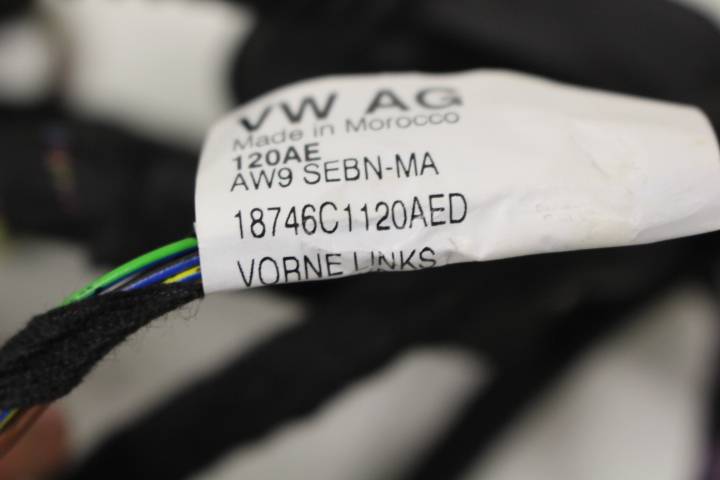 VW AG
Made in Morocco
120AE
AW9 SEBN-MA
18746C1120AED
VORNE LINKS